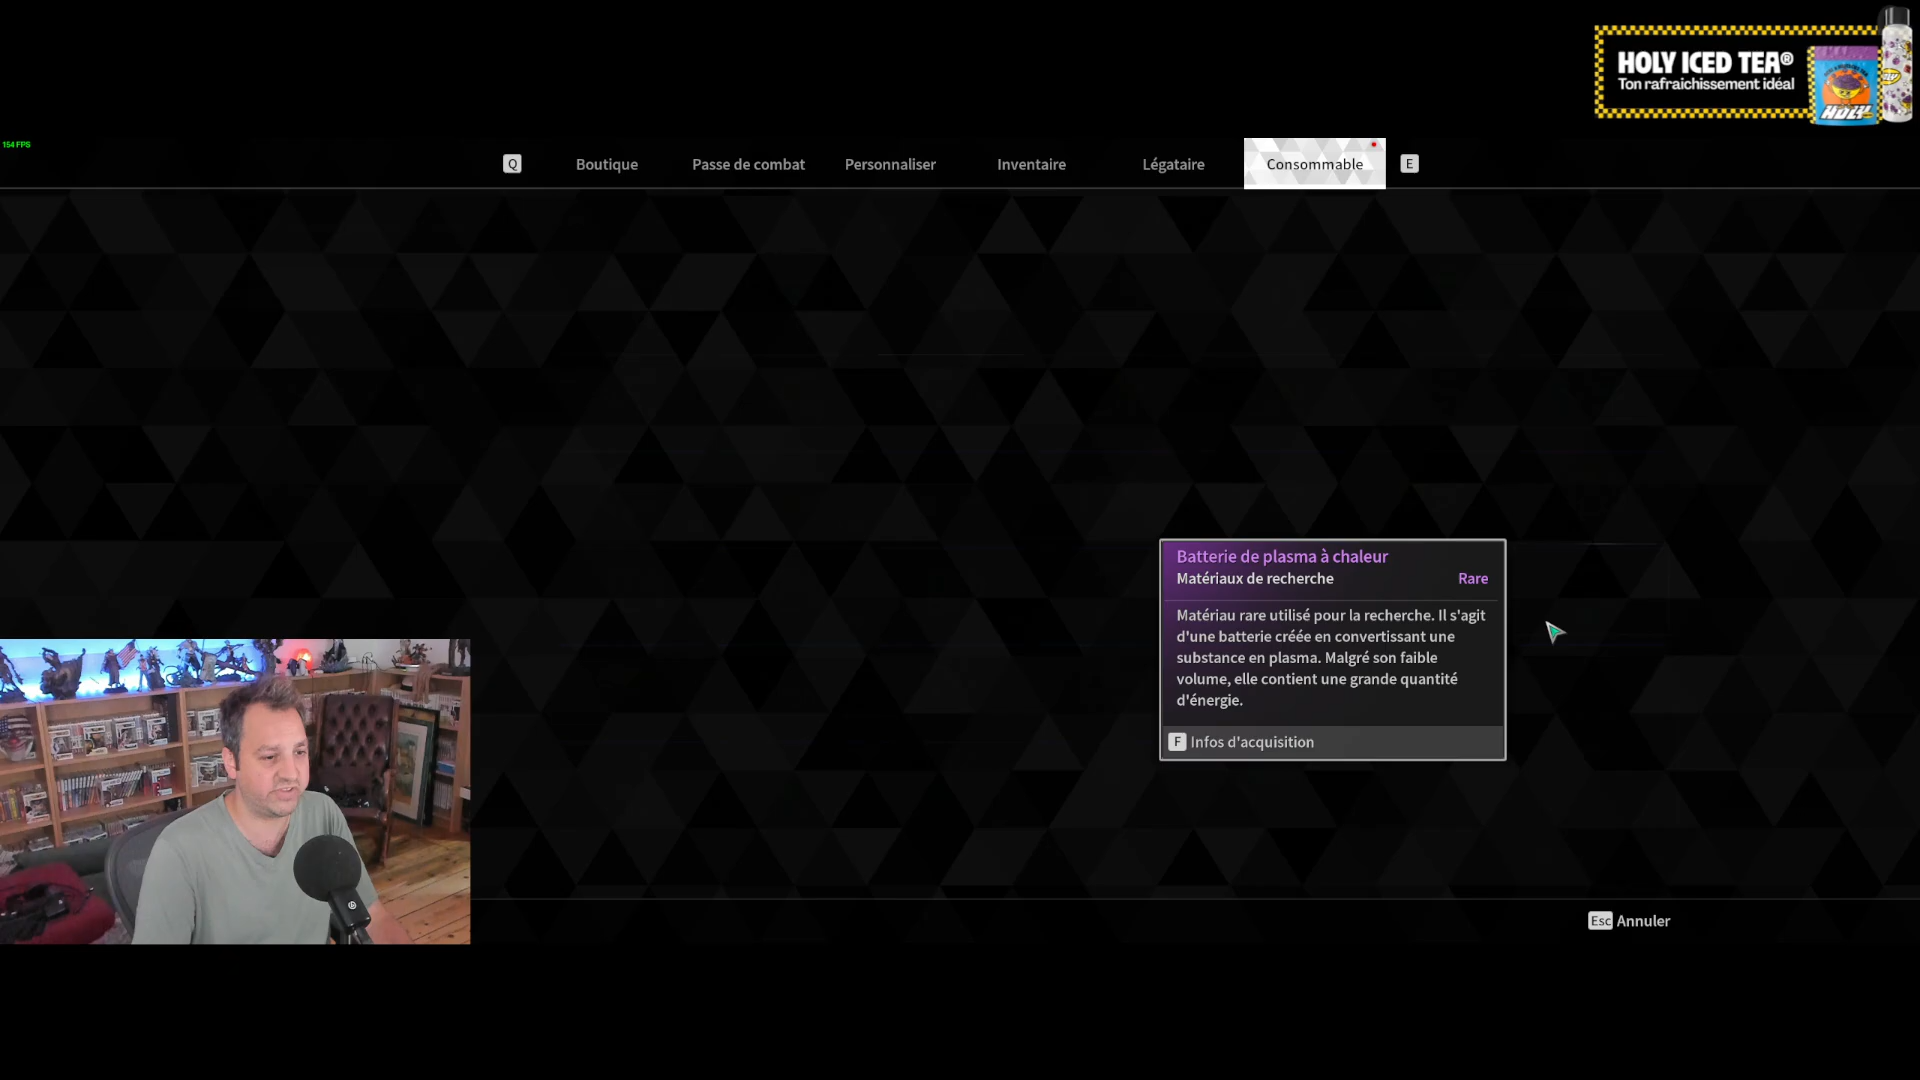 HOLY ICED TEA®
Ton rafraichissement idéal
HOLY
154 FPS
Q
Boutique
Passe de combat
Personnaliser
Inventaire
Légataire
Consommable
E
Batterie de plasma à chaleur
Matériaux de recherche
Rare
Matériau rare utilisé pour la recherche. Il s'agit
d'une batterie créée en convertissant une
substance en plasma. Malgré son faible
volume, elle contient une grande quantité
d'énergie.
F Infos d'acquisition
Esc Annuler